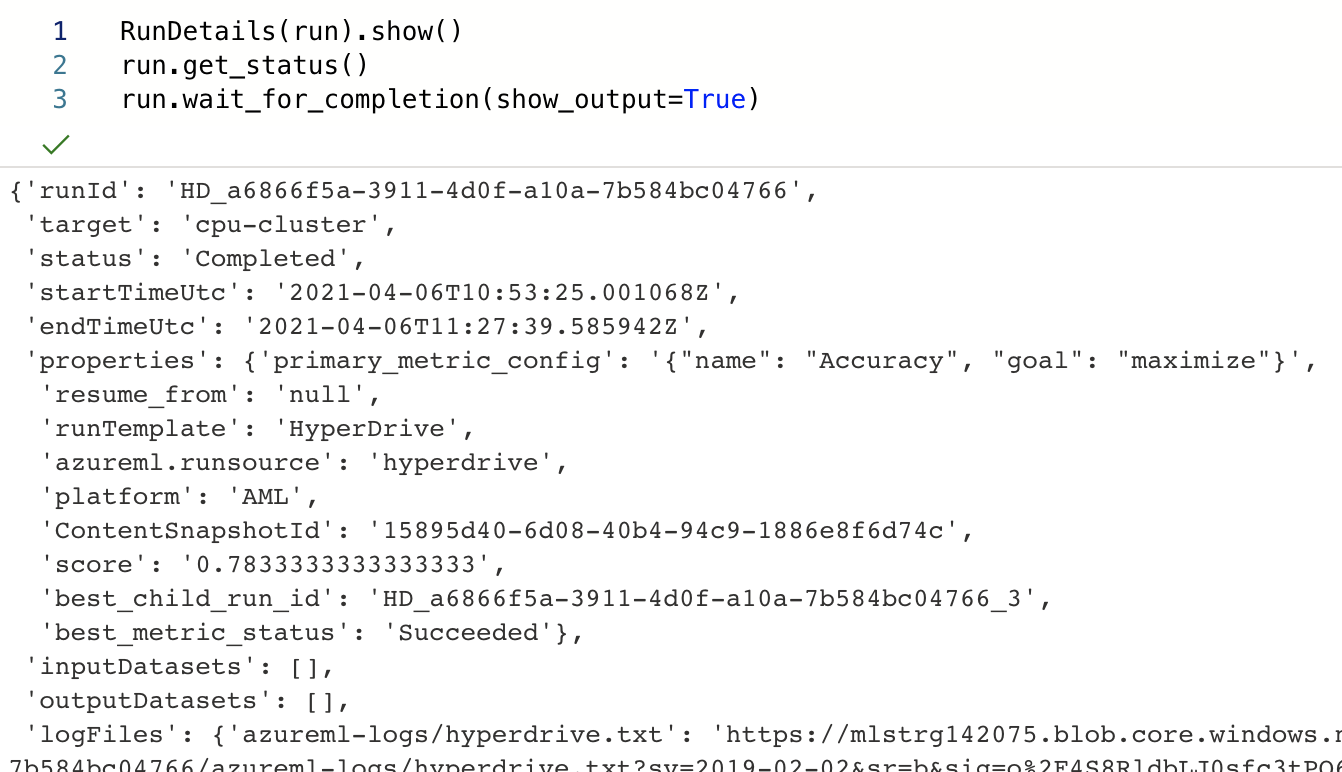 1 RunDetails(run).show()
2 run.get_status()
3 run.wait_for_completion(show_output=True)
{'runId': 'HD_a6866f5a-3911-4d0f-a10a-7b584bc04766',
'target': 'cpu-cluster',
'status': 'Completed',
'startTimeUtc': '2021-04-06T10:53:25.001068Z',
'endTimeUtc': '2021-04-06T11:27:39.585942Z',
'properties': {'primary_metric_config': '{"name": "Accuracy", "goal": "maximize"}',
'resume_from': 'null',
'runTemplate': 'HyperDrive',
'azureml.runsource': 'hyperdrive',
'platform': 'AML',
'ContentSnapshotId': '15895d40-6d08-40b4-94c9-1886e8f6d74c',
'score': '0.7833333333333333',
'best_child_run_id': 'HD_a6866f5a-3911-4d0f-a10a-7b584bc04766_3',
'best_metric_status': 'Succeeded'},
'inputDatasets': [],
'outputDatasets': [],
'logFiles': {'azureml-logs/hyperdrive.txt': 'https://mlstrg142075.blob.core.windows.
7b584bc04766/azureml-logs/hyperdrive.txt?sv=2019-02-02&sr=b&sig=